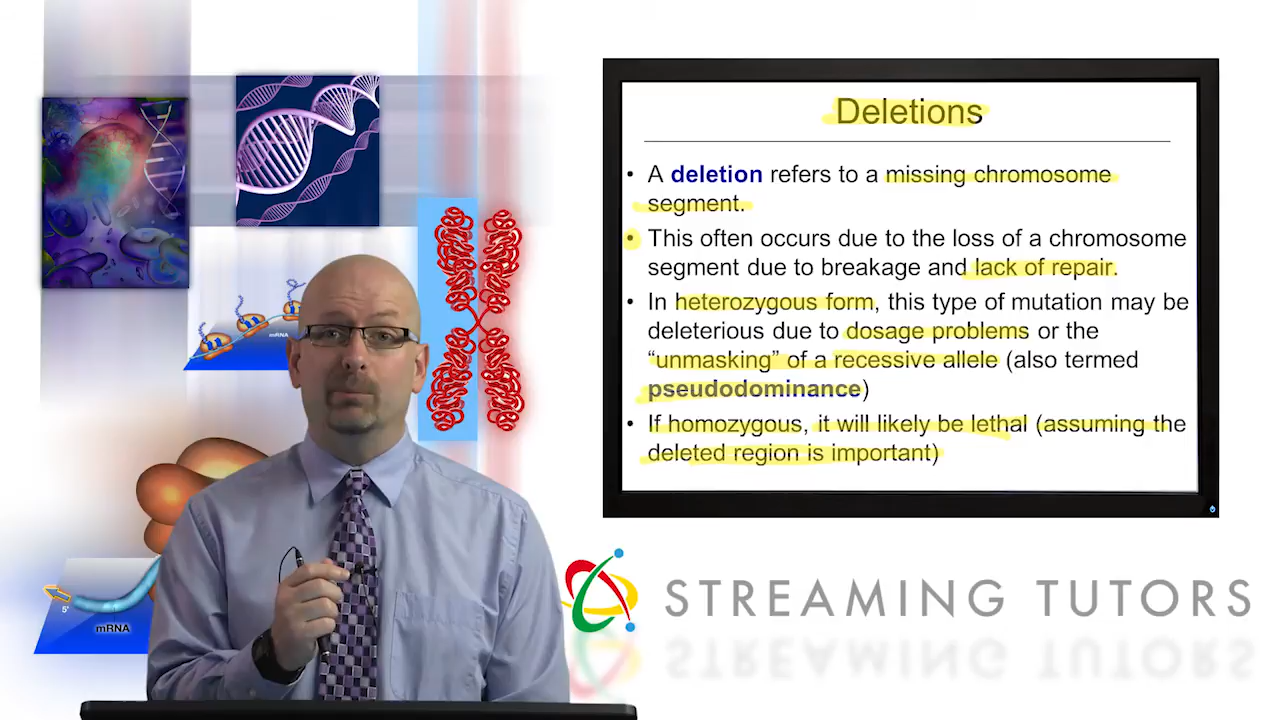 Deletions
• A deletion refers to a missing chromosome
segment.
• This often occurs due to the loss of a chromosome
segment due to breakage and lack of repair.
• In heterozygous form, this type of mutation may be
deleterious due to dosage problems or the
“unmasking” of a recessive allele (also termed
pseudodominance)
• If homozygous, it will likely be lethal (assuming the
deleted region is important)
mRNA
5'
mRNA
STREAMING TUTORS